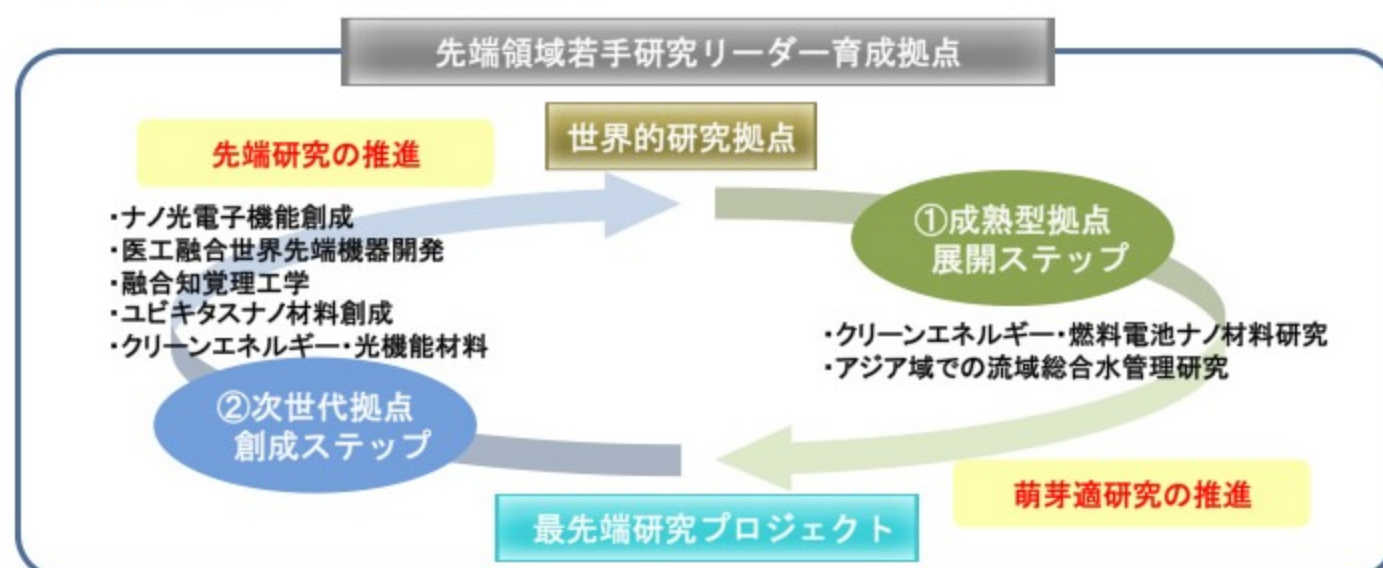 先端領域若手研究リーダー育成拠点
世界的研究拠点
先端研究の推進
・ナノ光電子機能創成
・医工融合世界先端機器開発
・融合知覚理工学
・ユビキタスナノ材料創成
・クリーンエネルギー・光機能材料
①成熟型拠点
展開ステップ
・クリーンエネルギー・燃料電池ナノ材料研究
・アジア域での流域総合水管理研究
②次世代拠点
創成ステップ
萌芽適研究の推進
最先端研究プロジェクト